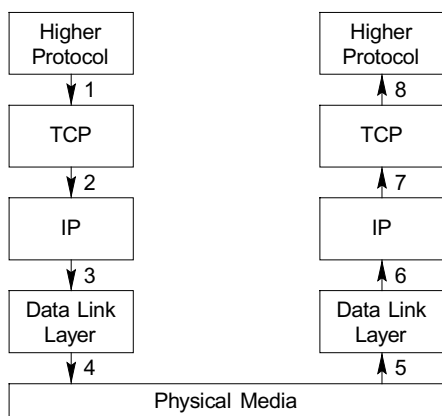 Higher
Protocol
Higher
Protocol
1
8
TCP
TCP
2
7
IP
IP
3
6
Data Link
Layer
Data Link
Layer
4
5
Physical Media